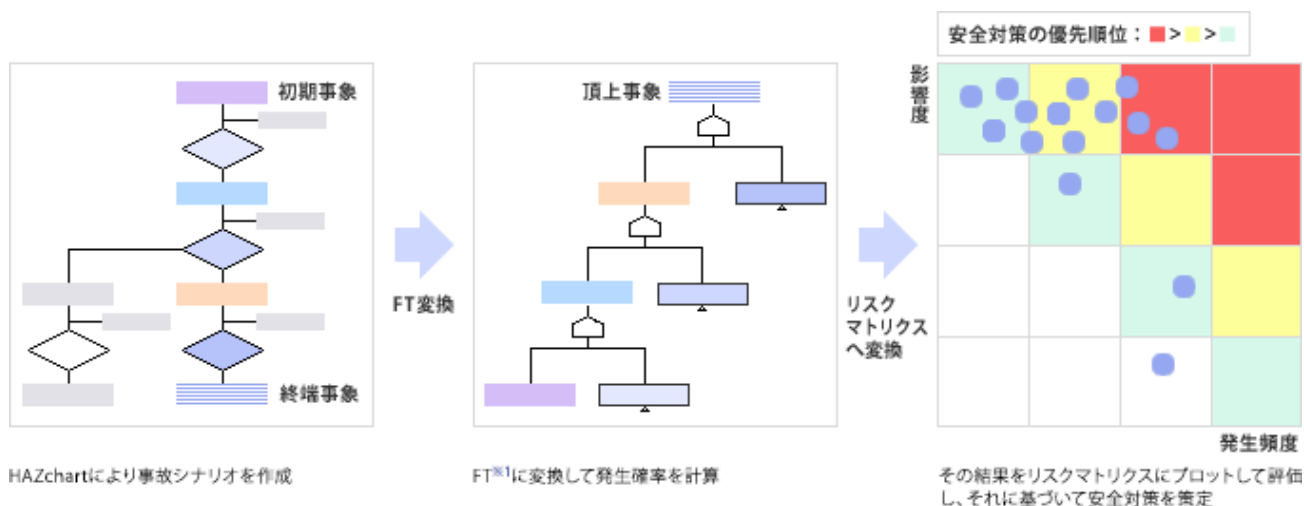 安全対策の優先順位：■>■>■
初期事象
終端事象
HAZchartにより事故シナリオを作成
FT変換
頂上事象
FT※1に変換して発生確率を計算
リスク
マトリクス
へ変換
影響度
発生頻度
その結果をリスクマトリクスにプロットして評価
し、それに基づいて安全対策を策定